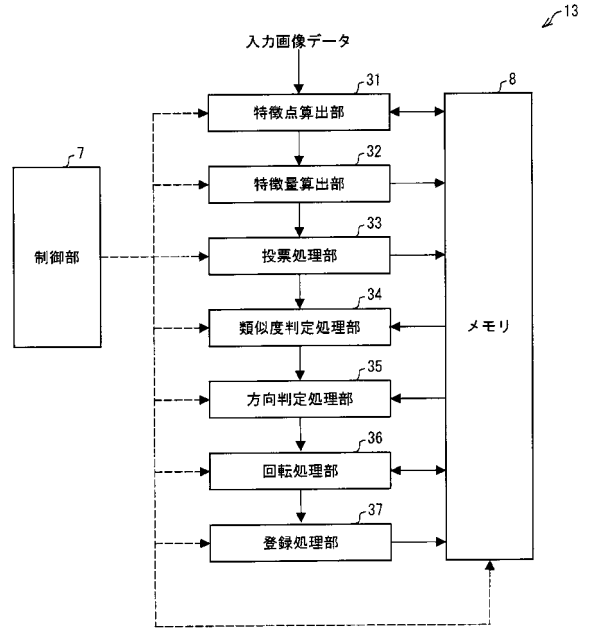 13
入力画像データ
31
特徴点算出部
8
メモリ
7
制御部
32
特徴量算出部
33
投票処理部
34
類似度判定処理部
35
方向判定処理部
36
回転処理部
37
登録処理部